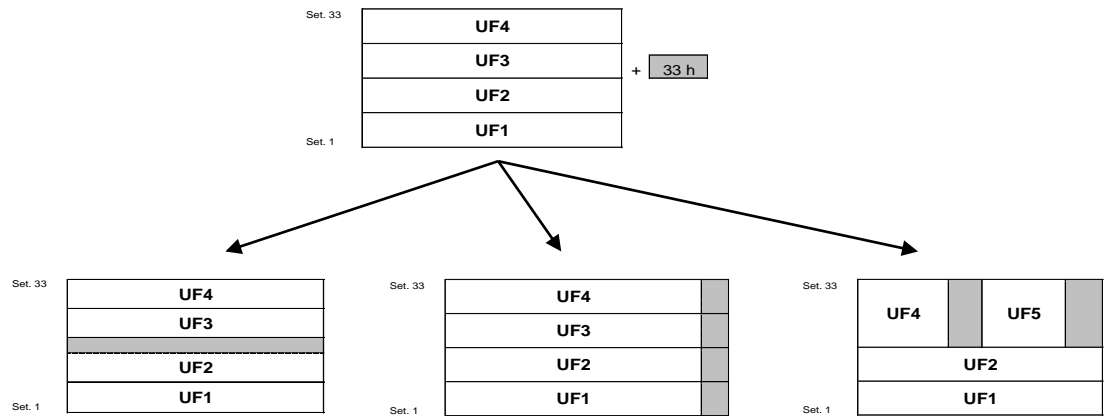 Set. 33
UF4
UF3
+ 33 h
UF2
UF1
Set. 1
Set. 33
UF4
UF3
UF2
UF1
Set. 1
Set. 33
UF4
UF3
UF2
UF1
Set. 1
Set. 33
UF4 UF5
UF2
UF1
Set. 1